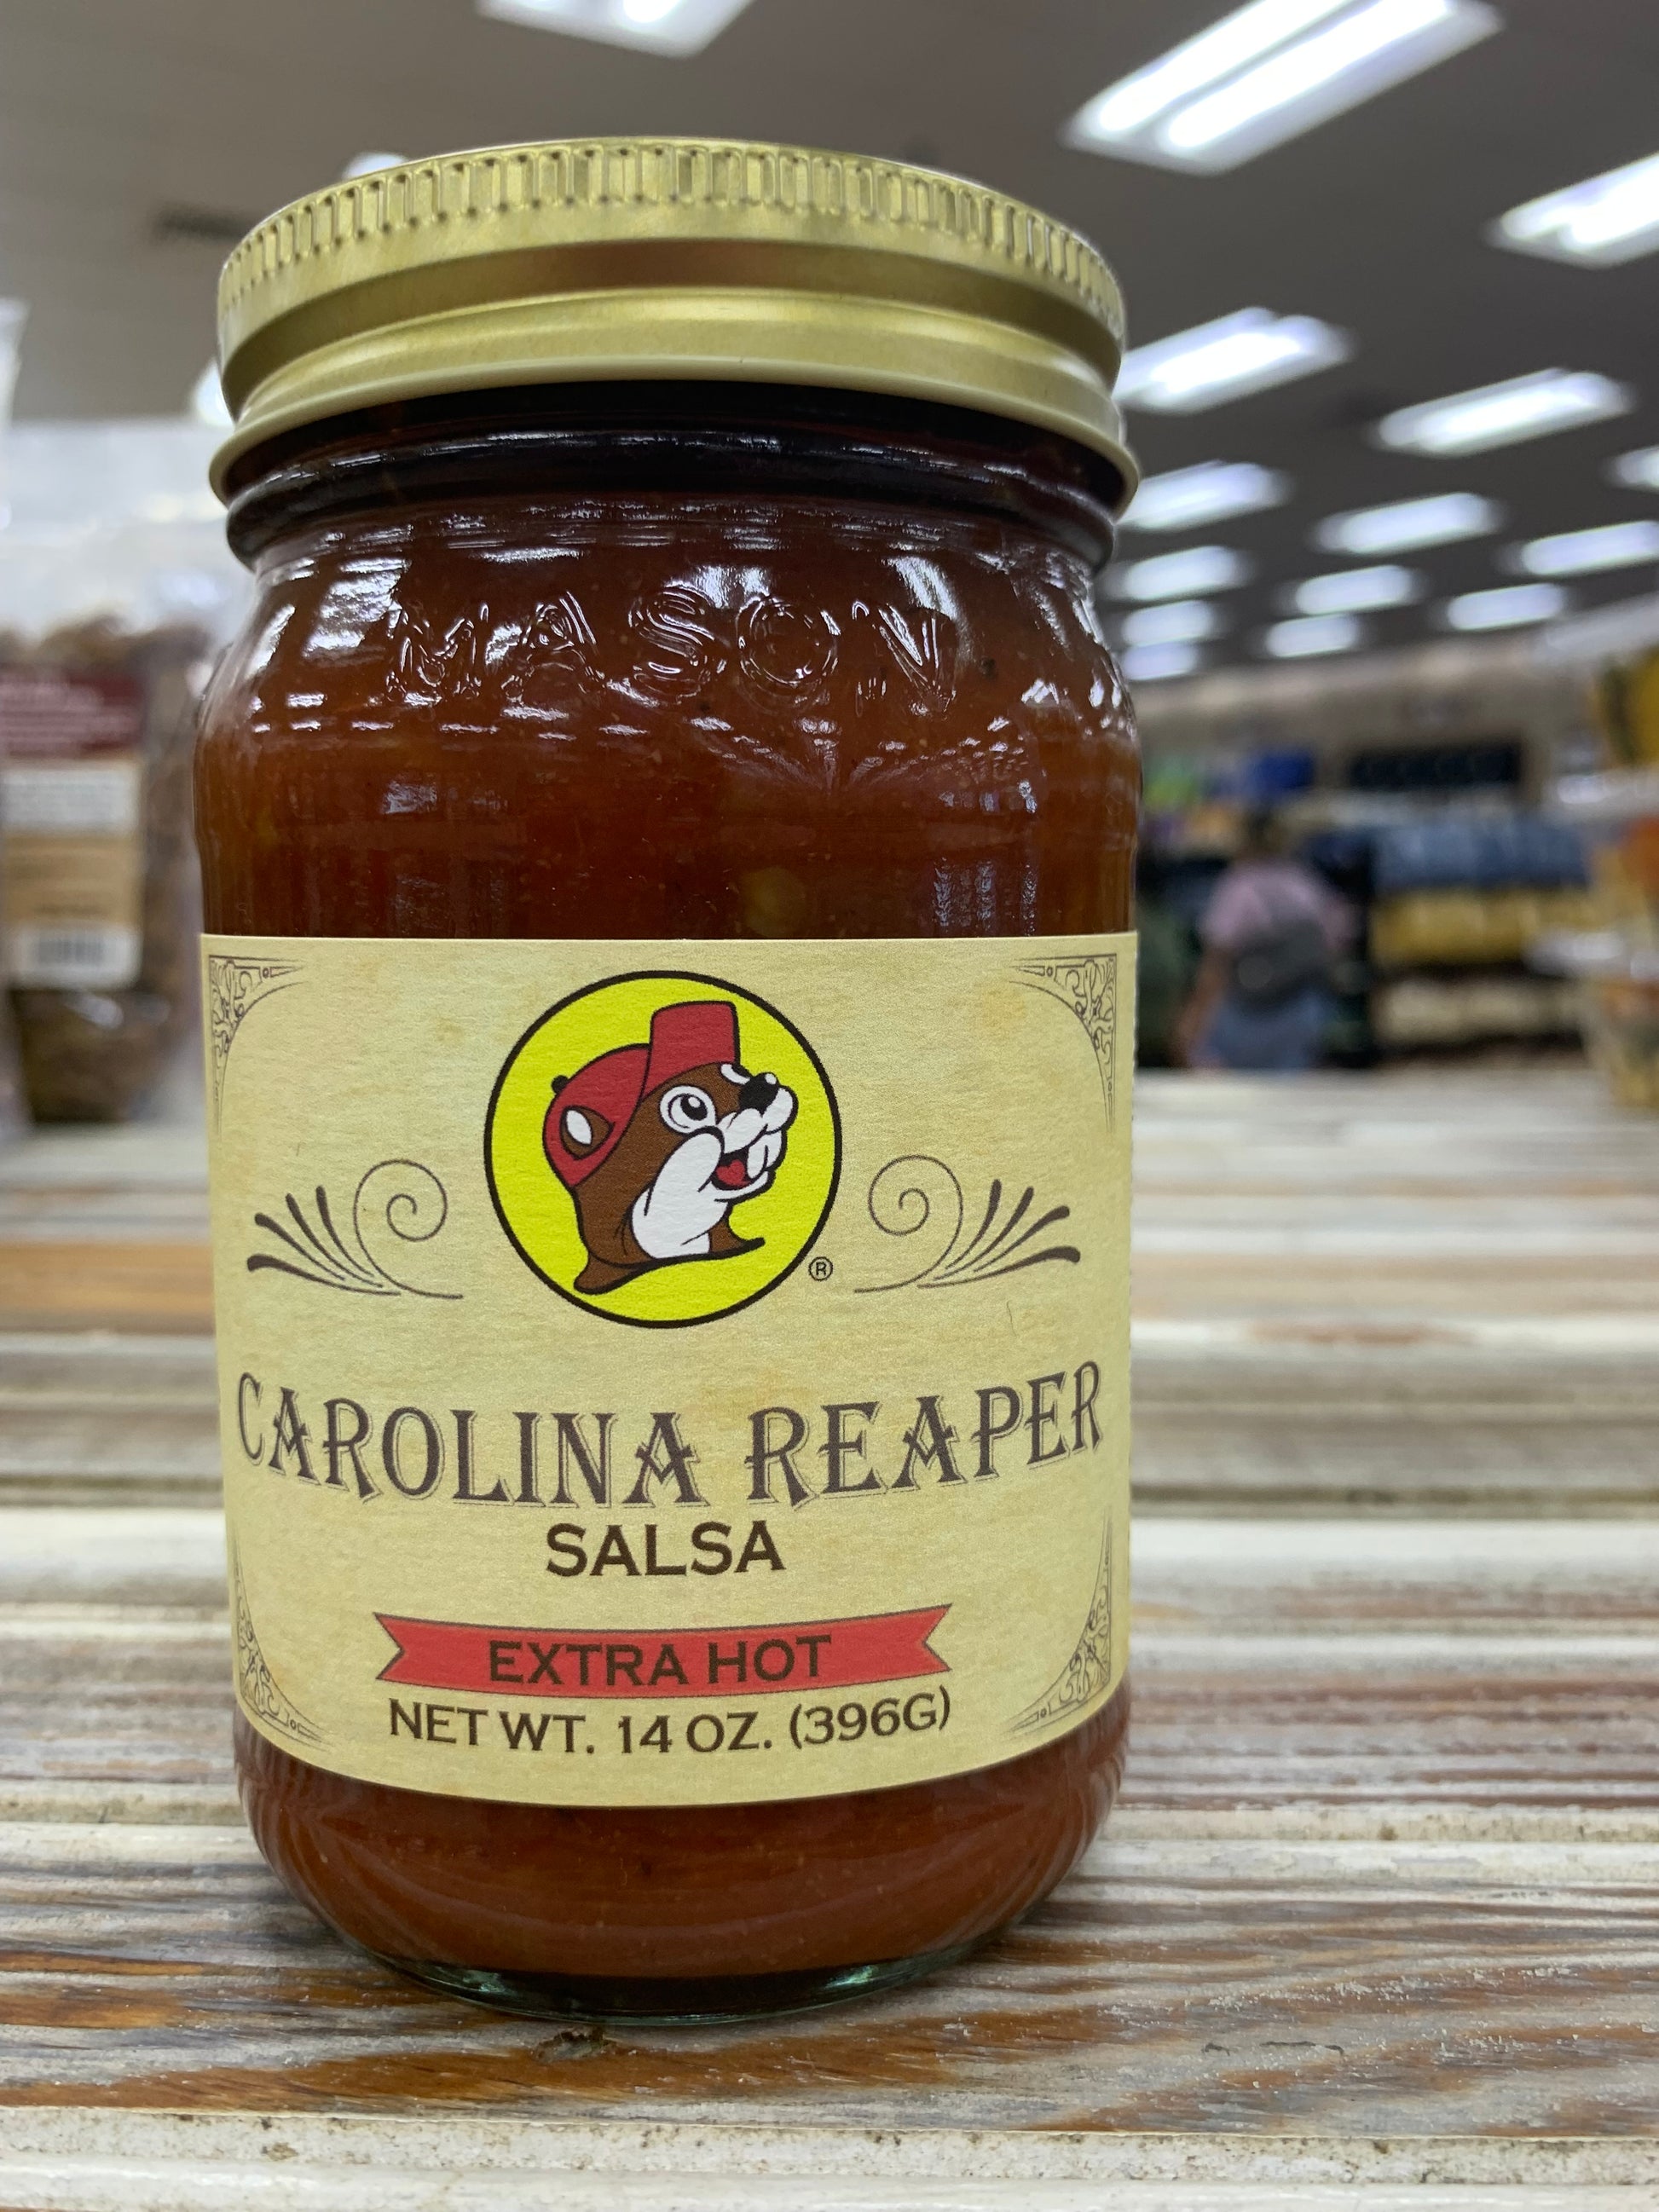 MASON
®
CAROLINA REAPER
SALSA
EXTRA HOT
NET WT. 14 OZ. (396G)